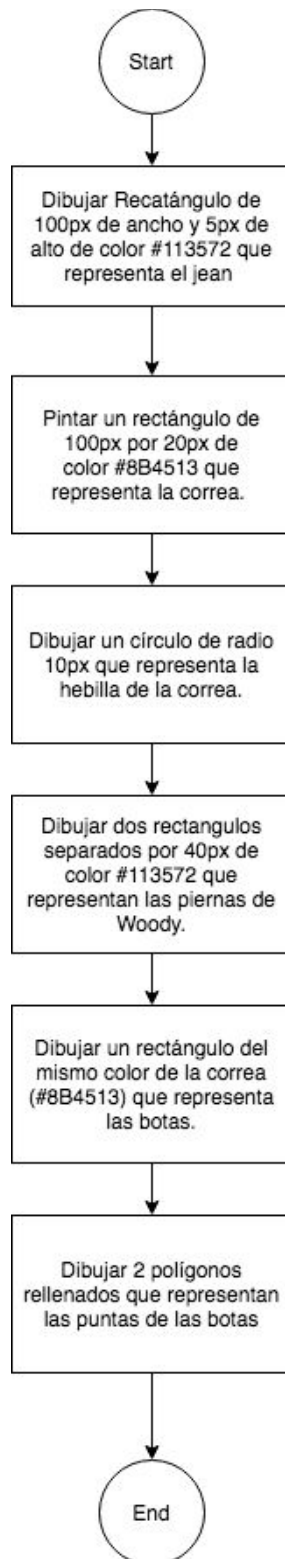 Start
Dibujar Recatángulo de
100px de ancho y 5px de
alto de color #113572 que
representa el jean
Pintar un rectángulo de
100px por 20px de
color #8B4513 que
representa la correa.
Dibujar un círculo de radio
10px que representa la
hebilla de la correa.
Dibujar dos rectangulos
separados por 40px de
color #113572 que
representan las piernas de
Woody.
Dibujar un rectángulo del
mismo color de la correa
(#8B4513) que representa
las botas.
Dibujar 2 polígonos
rellenados que representan
las puntas de las botas
End